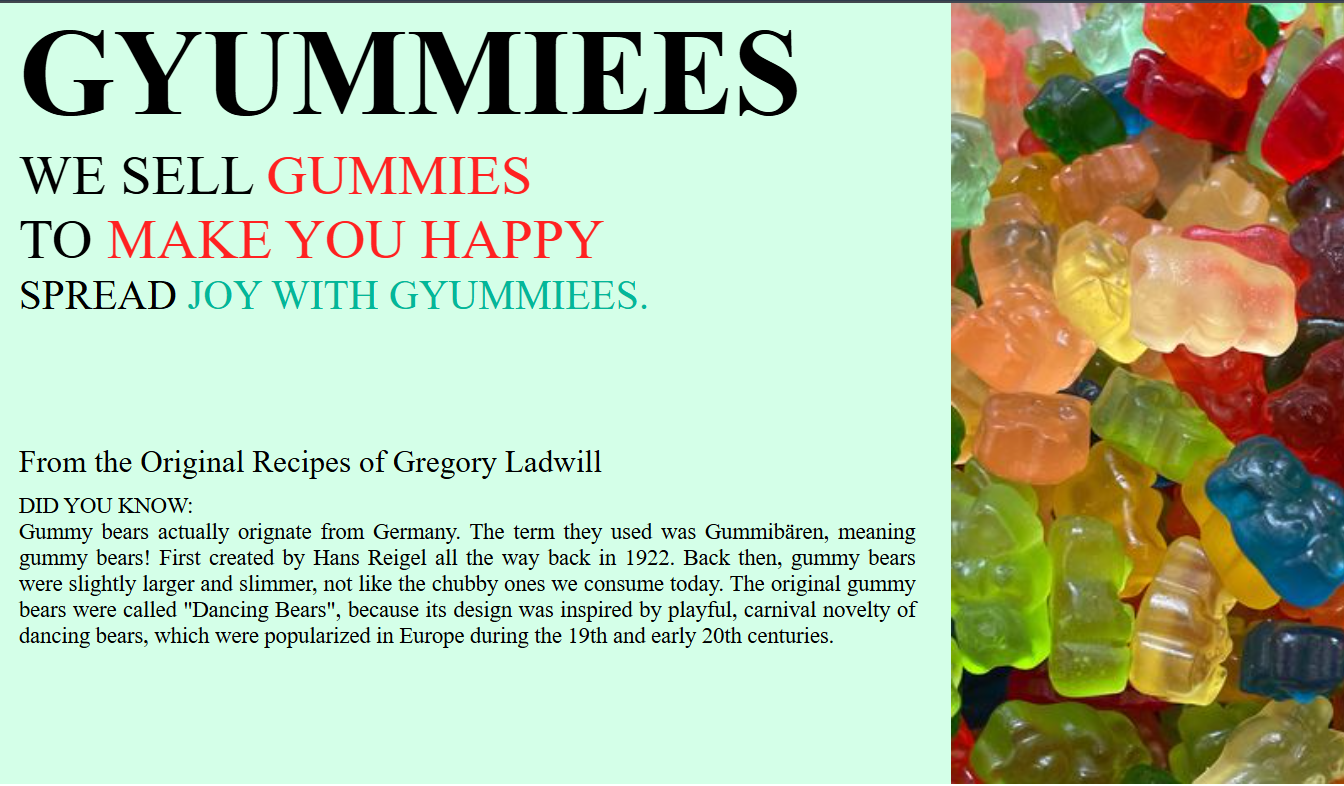 GYUMMIEES
WE SELL GUMMIES
TO MAKE YOU HAPPY
SPREAD JOY WITH GYUMMIEES.
From the Original Recipes of Gregory Ladwill
DID YOU KNOW:
Gummy bears actually orignate from Germany. The term they used was Gummibären, meaning
gummy bears! First created by Hans Reigel all the way back in 1922. Back then, gummy bears
were slightly larger and slimmer, not like the chubby ones we consume today. The original gummy
bears were called "Dancing Bears", because its design was inspired by playful, carnival novelty of
dancing bears, which were popularized in Europe during the 19th and early 20th centuries.